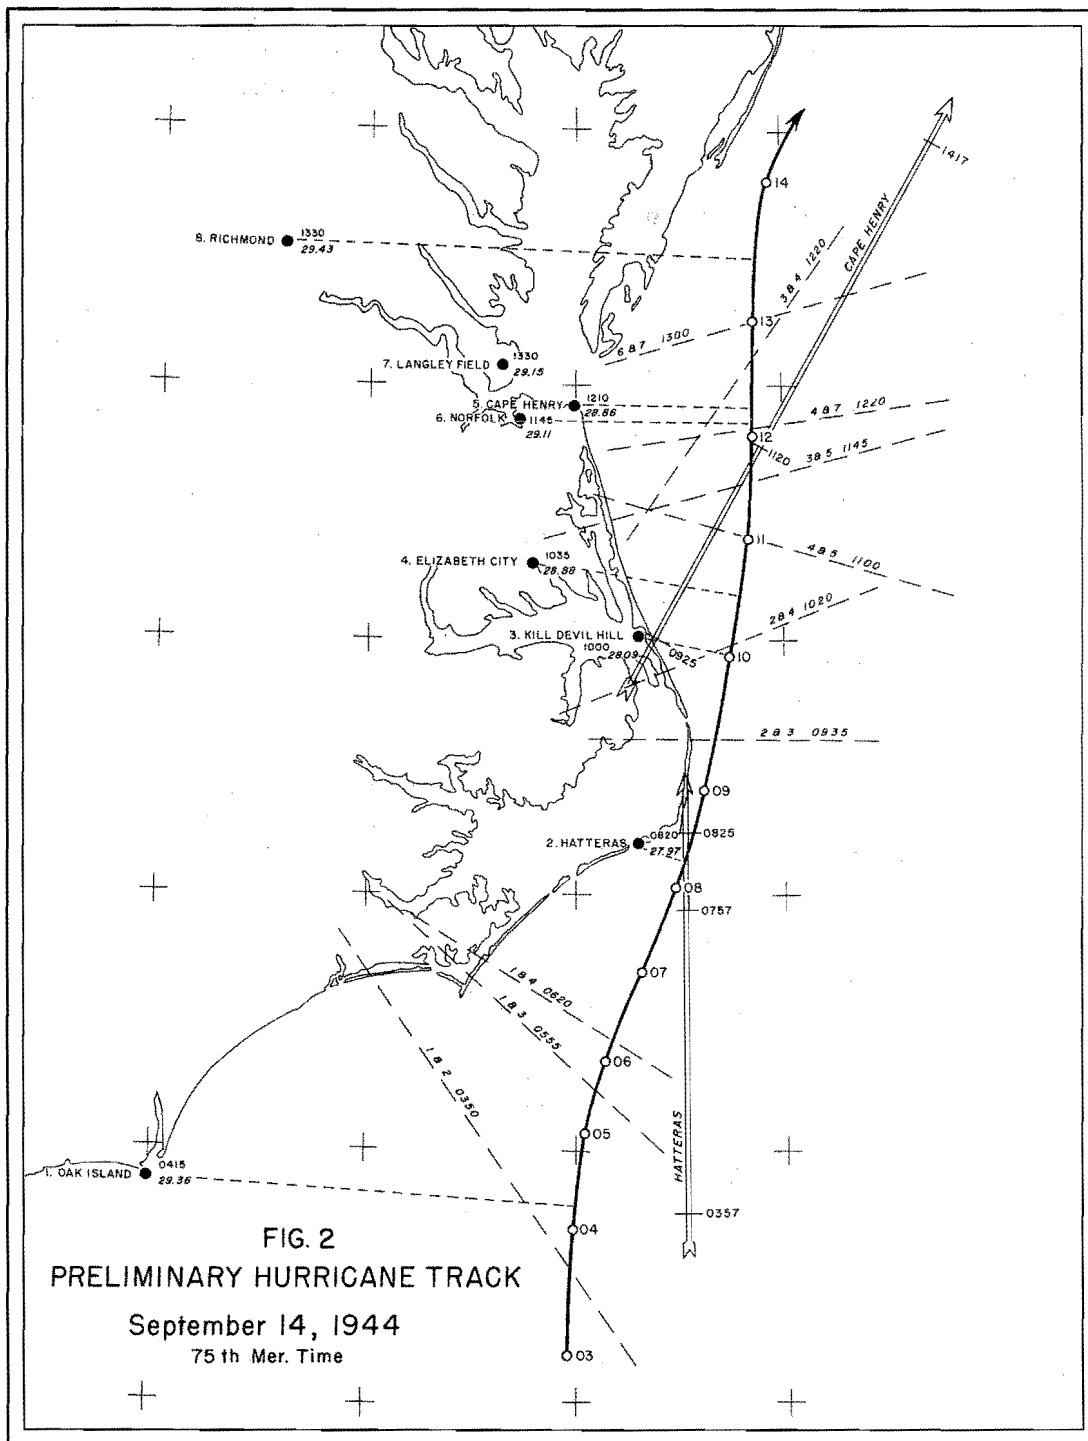 1417
14
CAPE HENRY
3 & 4 1220
8. RICHMOND
1330
29.43
13
6 & 7 1300
7. LANGLEY FIELD
1330
29.15
5. CAPE HENRY
1210
28.86
6. NORFOLK
1145
29.11
4 & 7 1220
12
1120
3 & 5 1145
11
4 & 5 1100
4. ELIZABETH CITY
1035
28.88
2 & 4 1020
3. KILL DEVIL HILL
1000
28.09
0925
10
2 & 3 0935
09
2. HATTERAS
0820
27.97
0825
08
0757
07
1 & 4 0620
1 & 3 0555
06
1 & 2 0350
05
HATTERAS
1. OAK ISLAND
0415
29.36
0357
04
FIG. 2
PRELIMINARY HURRICANE TRACK
September 14, 1944
75 th Mer. Time
03